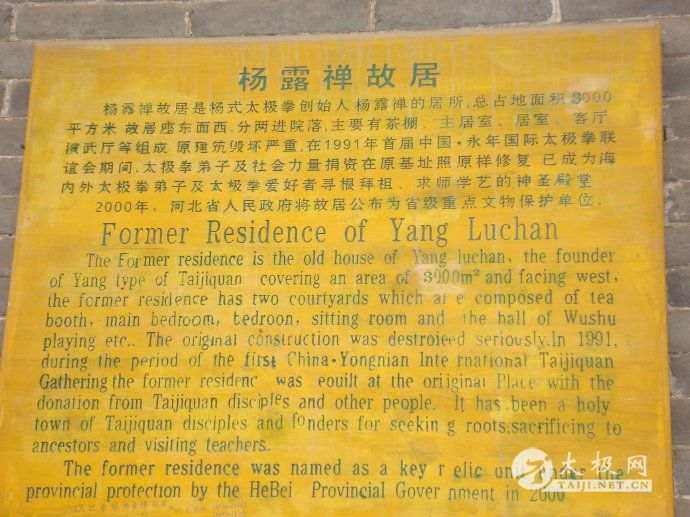 杨露禅故居
杨露禅故居是杨式太极拳创始人杨露禅的居所,总占地面积3000
平方米 故居座东面西.分两进院落,主要有茶棚、主居室、居室、客厅
演武厅等组成 原建筑毁坏严重,在1991年首届中国·永年国际太极拳联
谊会期间,太极拳弟子及社会力量捐资在原基址照原样修复 已成为海
内外太极拳弟子及太极拳爱好者寻根拜祖、求师学艺的神圣殿堂
2000年,河北省人民政府将故居公布为省级重点文物保护单位.
Former Residence of Yang Luchan
The Former residence is the old house of Yang luchan, the founder
of Yang type of Taijiquan covering an area of 3000m² and facing west,
the former residence has two courtyards which are composed of tea
booth, main bedroom, tedroon, sitting room and the hall of Wushu
playing etc.. The original construction was destroieed seriously.In 1991,
during the period of the first China·Yongnian Inte rnational Taijiquan
Gathering the former residenc was eouilt at the oriiginal Place with the
donation from Taijiquan disciples and other people. It has been a holy
town of Taijiquan disciples and fonders for seekin g roots,sacrificing to
ancestors and visiting teachers.
The former residence was named as a key r elic unit under the
provincial protection by the HeBei Provincial Gover nment in 2000
太极网
TAIJI.NET.CN